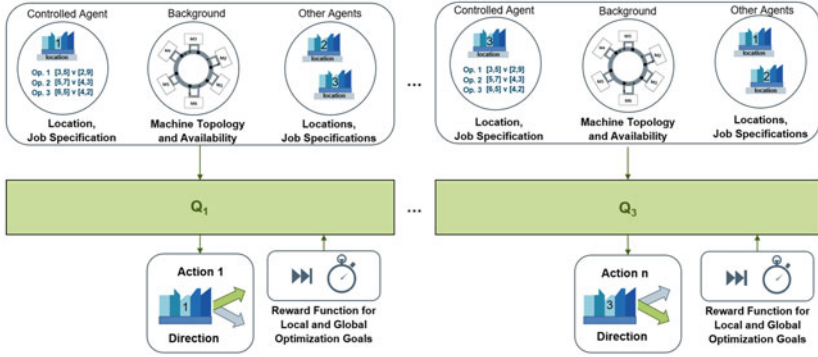 Controlled Agent
Background
Other Agents
1
location
Op. 1 [3,5] v [2,9]
Op. 2 [5,7] v [4,3]
Op. 3 [6,5] v [4,2]
2
3
location
Location,
Job Specification
Machine Topology
and Availability
Locations,
Job Specifications
...
Controlled Agent
Background
Other Agents
3
location
Op. 1 [3,5] v [2,9]
Op. 2 [5,7] v [4,3]
Op. 3 [6,5] v [4,2]
1
2
location
Location,
Job Specification
Machine Topology
and Availability
Locations,
Job Specifications
Q1
...
Q3
Action 1
1
Direction
Reward Function for
Local and Global
Optimization Goals
Action n
3
Direction
Reward Function for
Local and Global
Optimization Goals